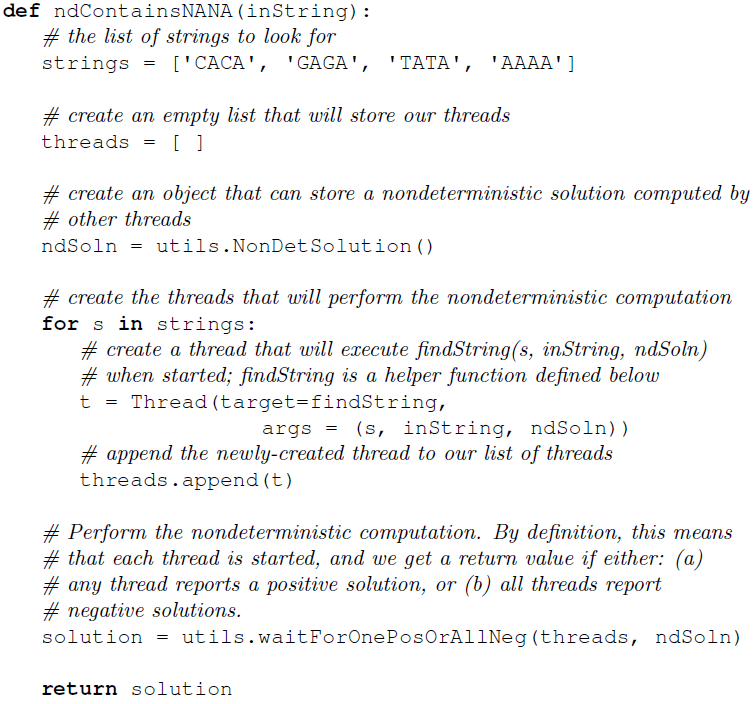 def ndContainsNANA(inString):
    # the list of strings to look for
    strings = ['CACA', 'GAGA', 'TATA', 'AAAA']

    # create an empty list that will store our threads
    threads = [ ]

    # create an object that can store a nondeterministic solution computed by
    # other threads
    ndSoln = utils.NonDetSolution()

    # create the threads that will perform the nondeterministic computation
    for s in strings:
        # create a thread that will execute findString(s, inString, ndSoln)
        # when started; findString is a helper function defined below
        t = Thread(target=findString,
                   args = (s, inString, ndSoln))
        # append the newly-created thread to our list of threads
        threads.append(t)

    # Perform the nondeterministic computation. By definition, this means
    # that each thread is started, and we get a return value if either: (a)
    # any thread reports a positive solution, or (b) all threads report
    # negative solutions.
    solution = utils.waitForOnePosOrAllNeg(threads, ndSoln)

    return solution